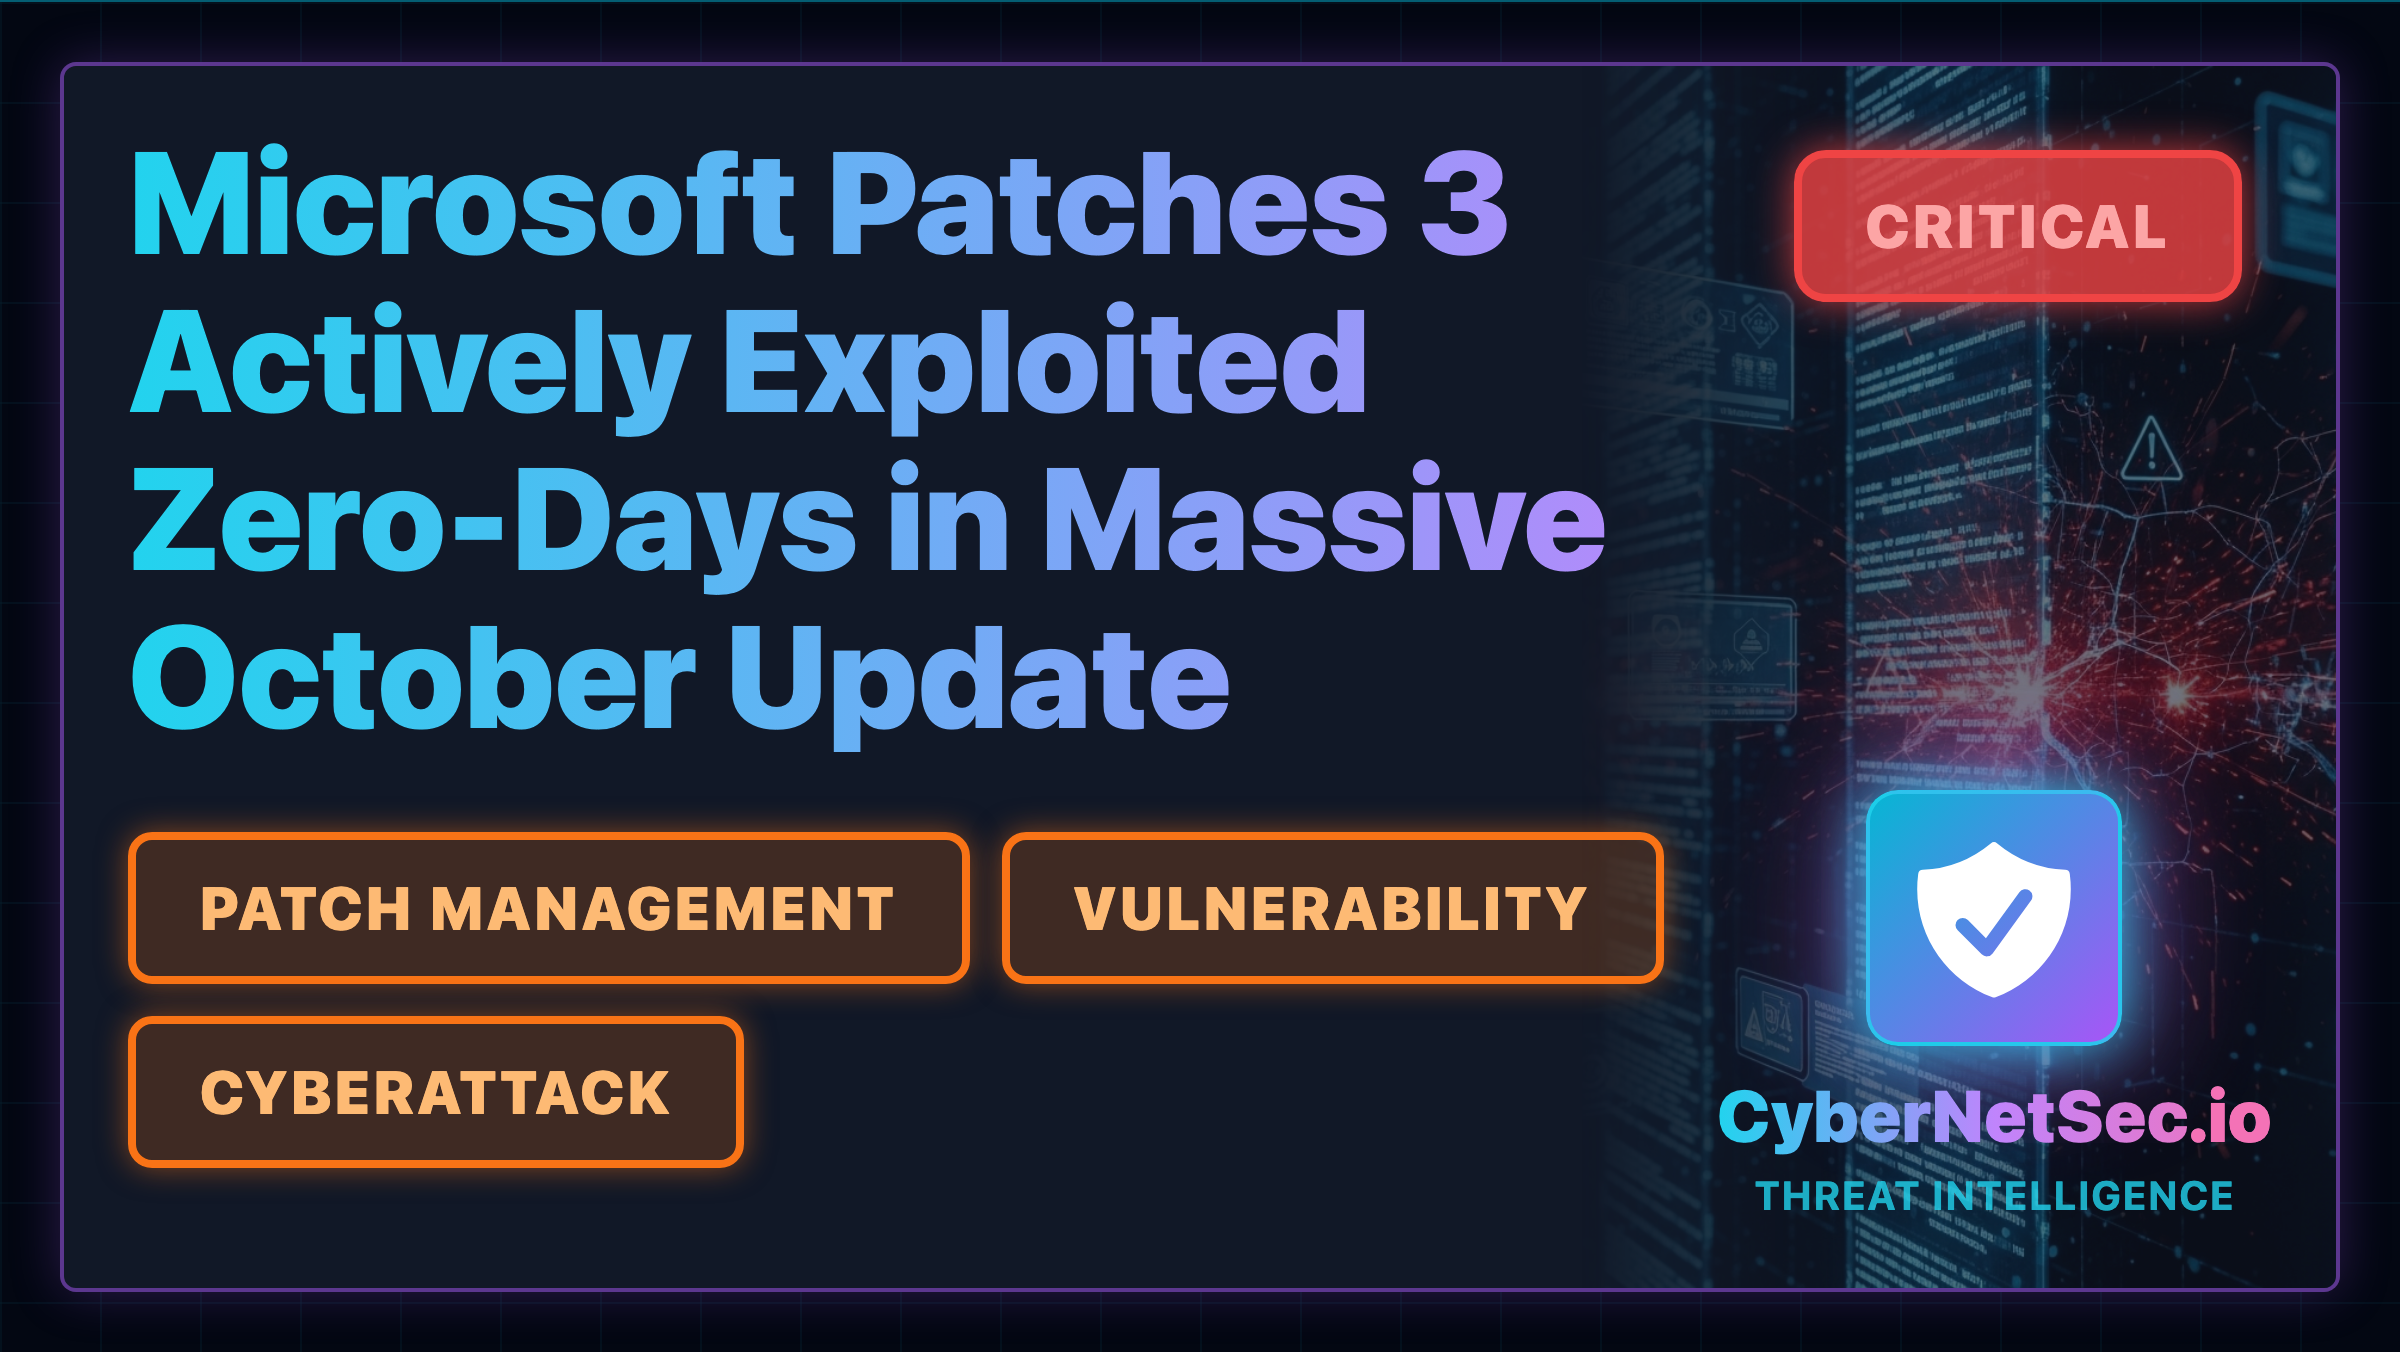 Microsoft Patches 3
Actively Exploited
Zero-Days in Massive
October Update
CRITICAL
PATCH MANAGEMENT
VULNERABILITY
CYBERATTACK
CyberNetSec.io
THREAT INTELLIGENCE